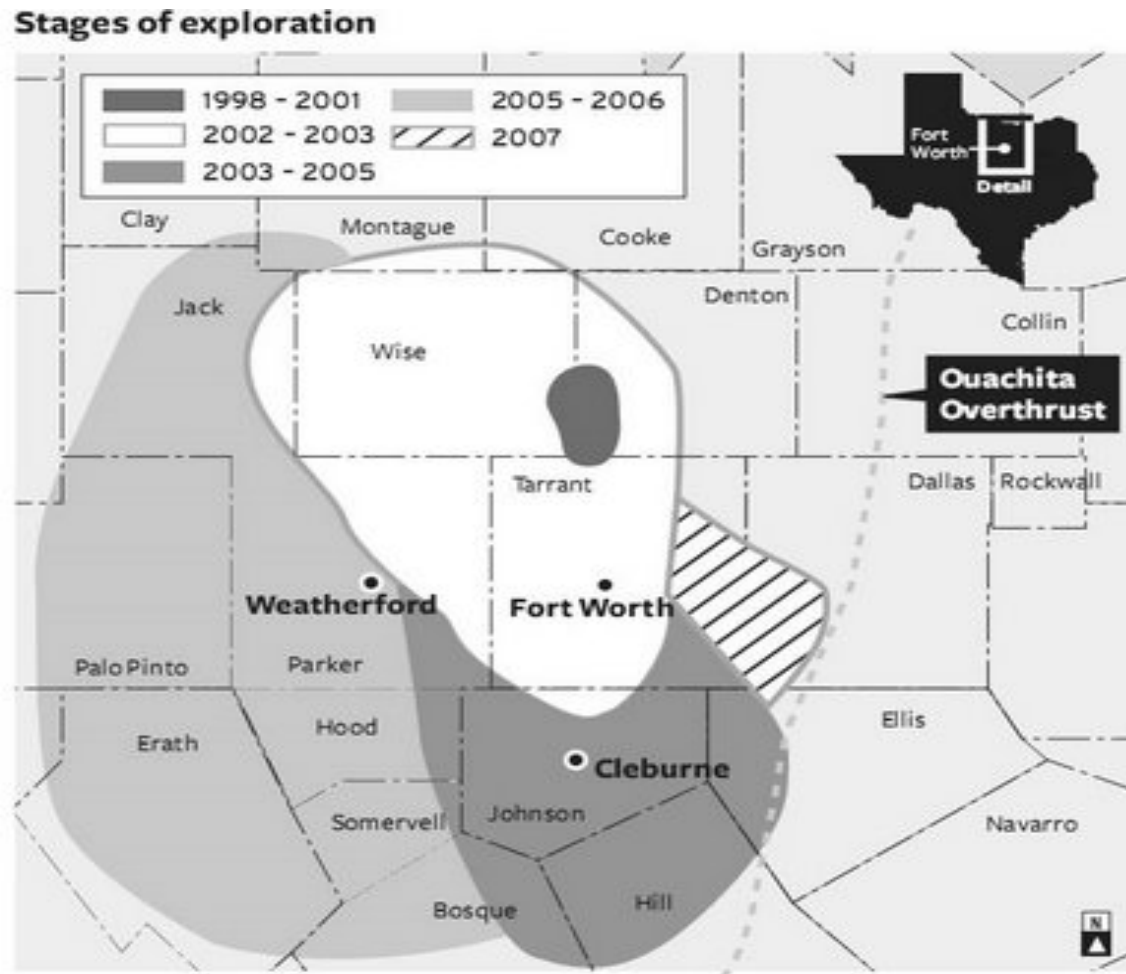 Stages of exploration
1998 - 2001
2002 - 2003
2003 - 2005
2005 - 2006
2007
Fort
Worth
Detail
Clay
Montague
Cooke
Grayson
Jack
Denton
Collin
Wise
Ouachita
Overthrust
Tarrant
Dallas
Rockwall
Weatherford
Fort Worth
Palo Pinto
Parker
Hood
Ellis
Erath
Cleburne
Somervell
Johnson
Navarro
Bosque
Hill
N